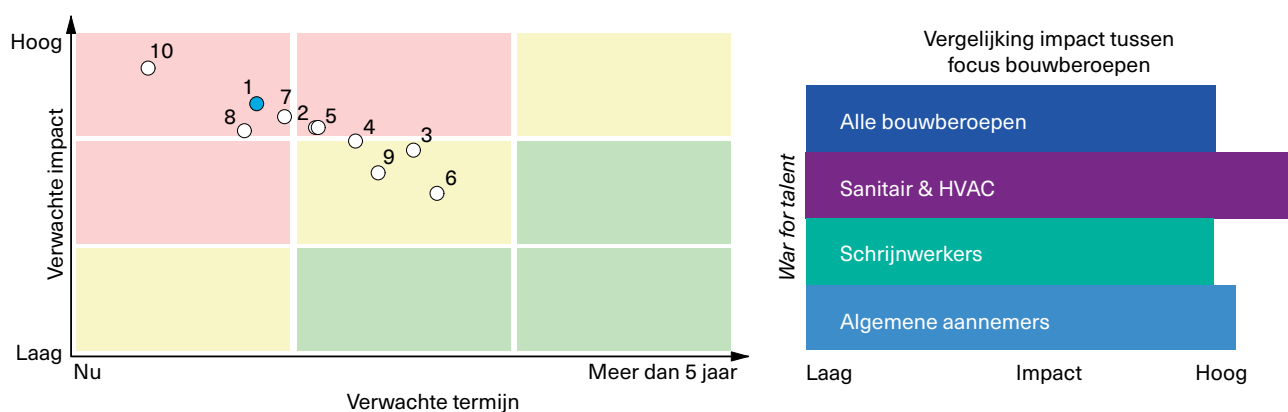 Hoog
10
1
7
8
2
5
4
3
9
6
Verwachte impact
Laag
Nu
Meer dan 5 jaar
Verwachte termijn
Vergelijking impact tussen
focus bouwberoepen
War for talent
Alle bouwberoepen
Sanitair & HVAC
Schrijnwerkers
Algemene aannemers
Laag
Impact
Hoog